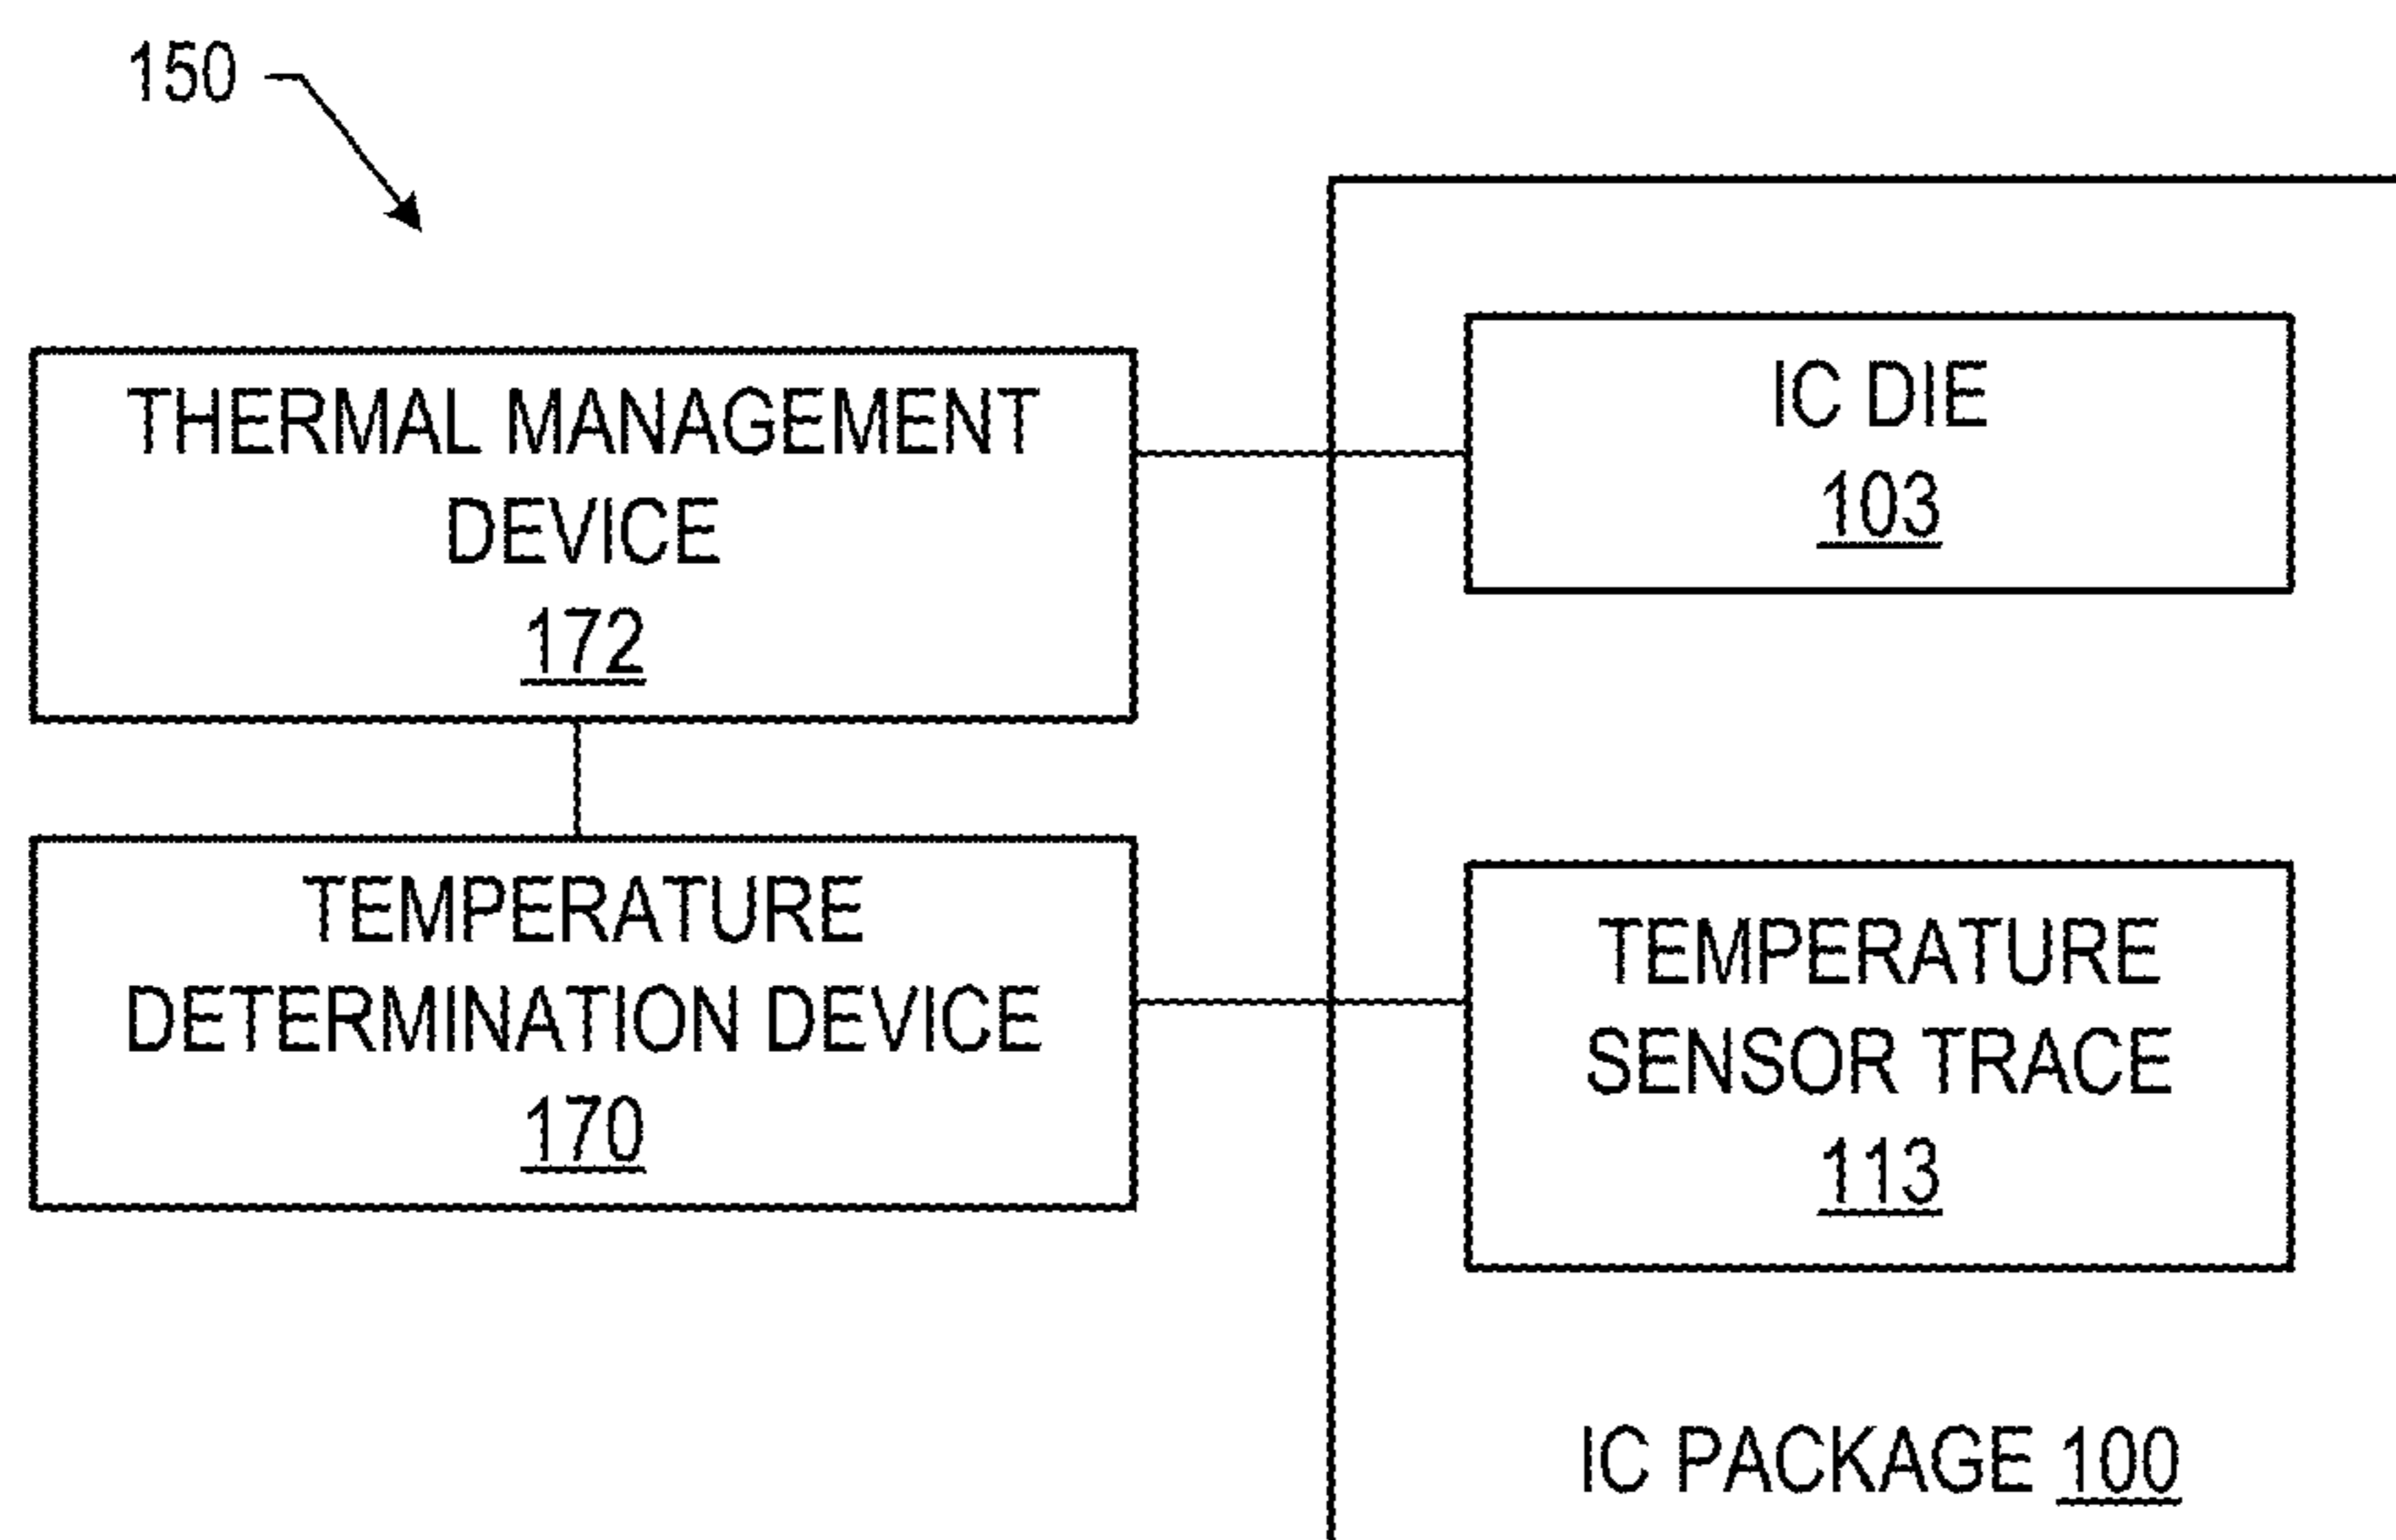 150
THERMAL MANAGEMENT
DEVICE
172
IC DIE
103
TEMPERATURE
DETERMINATION DEVICE
170
TEMPERATURE
SENSOR TRACE
113
IC PACKAGE 100